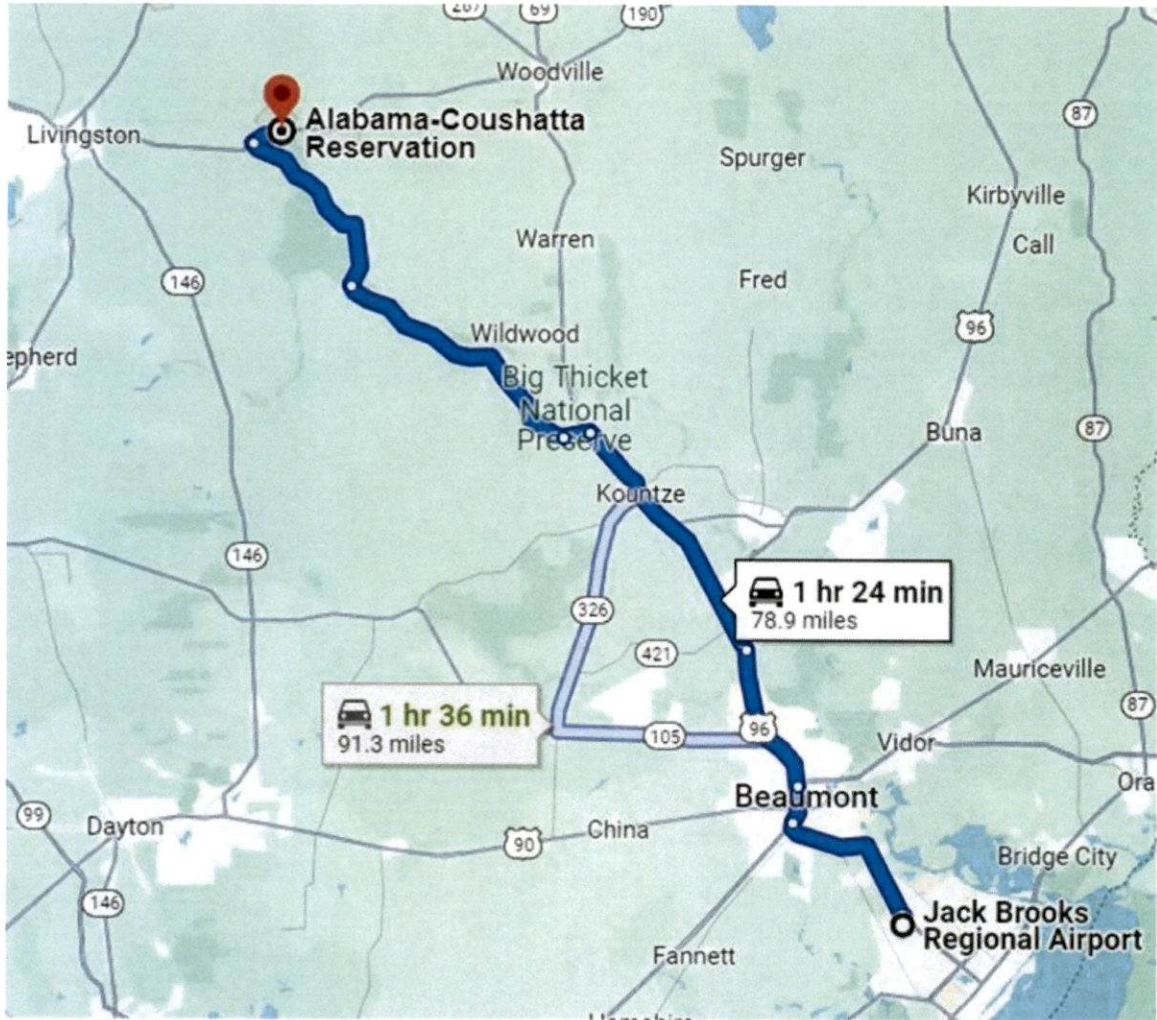 69
190
Woodville
87
Livingston
Alabama-Coushatta
Reservation
Spurger
Kirbyville
Call
Warren
146
Fred
96
Wildwood
epherd
Big Thicket
National
Preserve
87
Buna
Kountze
146
1 hr 24 min
78.9 miles
326
421
Mauriceville
1 hr 36 min
91.3 miles
105
96
87
Vidor
Ora
Beaumont
99
Dayton
China
90
Bridge City
146
Jack Brooks
Regional Airport
Fannett